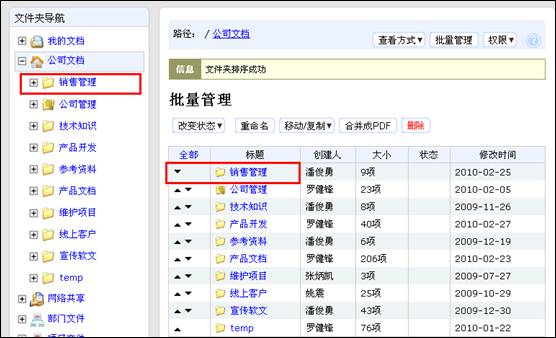 文件夹导航
我的文档
公司文档
销售管理
公司管理
技术知识
产品开发
参考资料
产品文档
维护项目
线上客户
宣传软文
temp
网络共享
部门文件
路径: / 公司文档
查看方式▼ 批量管理 权限▼
信息 文件夹排序成功
批量管理
改变状态▼ 重命名 移动/复制▼ 合并成PDF 删除
全部 标题 创建人 大小 状态 修改时间
▼ 销售管理 潘俊勇 9项 2010-02-25
▲ ▼ 公司管理 罗健锋 23项 2010-02-05
▲ ▼ 技术知识 潘俊勇 8项 2009-11-26
▲ ▼ 产品开发 罗健锋 40项 2010-02-27
▲ ▼ 参考资料 潘俊勇 6项 2009-12-19
▲ ▼ 产品文档 罗健锋 206项 2010-02-23
▲ ▼ 维护项目 张炳凯 3项 2009-07-27
▲ ▼ 线上客户 姚震 25项 2009-10-29
▲ ▼ 宣传软文 潘俊勇 43项 2009-12-30
▲ temp 罗健锋 76项 2010-01-22